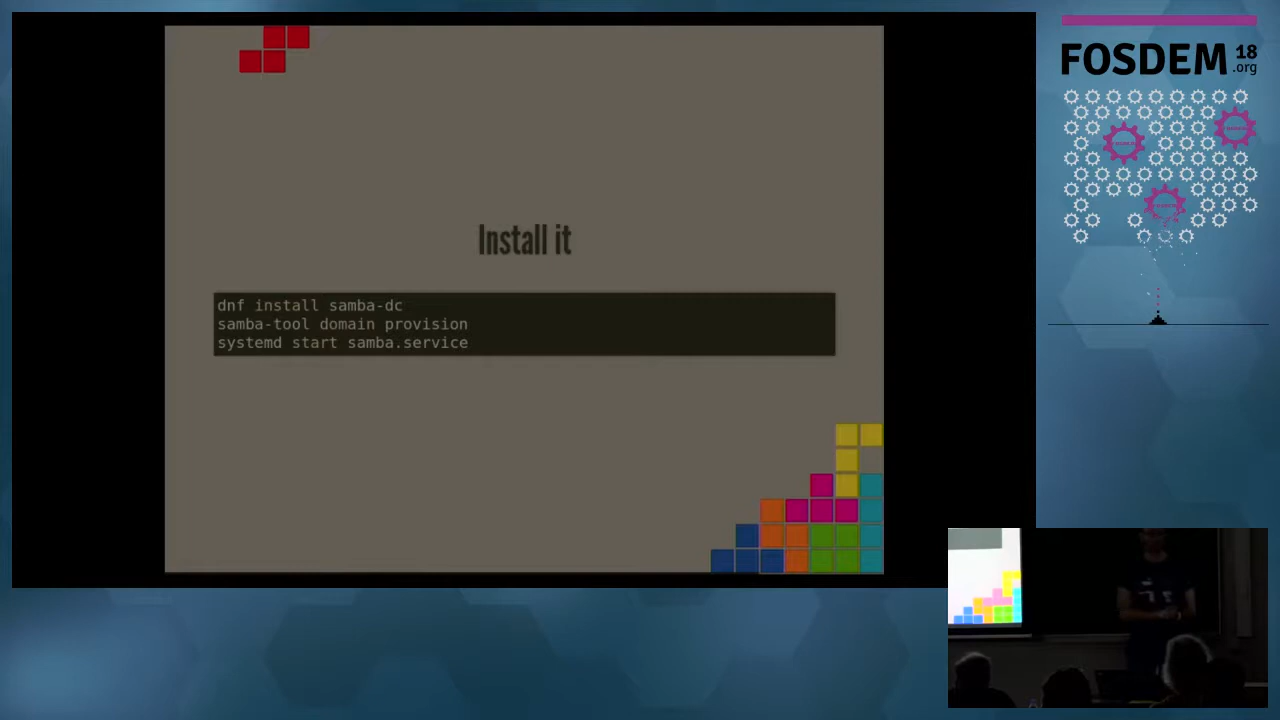 Install it
dnf install samba-dc
samba-tool domain provision
systemd start samba.service
FOSDEM 18
.org